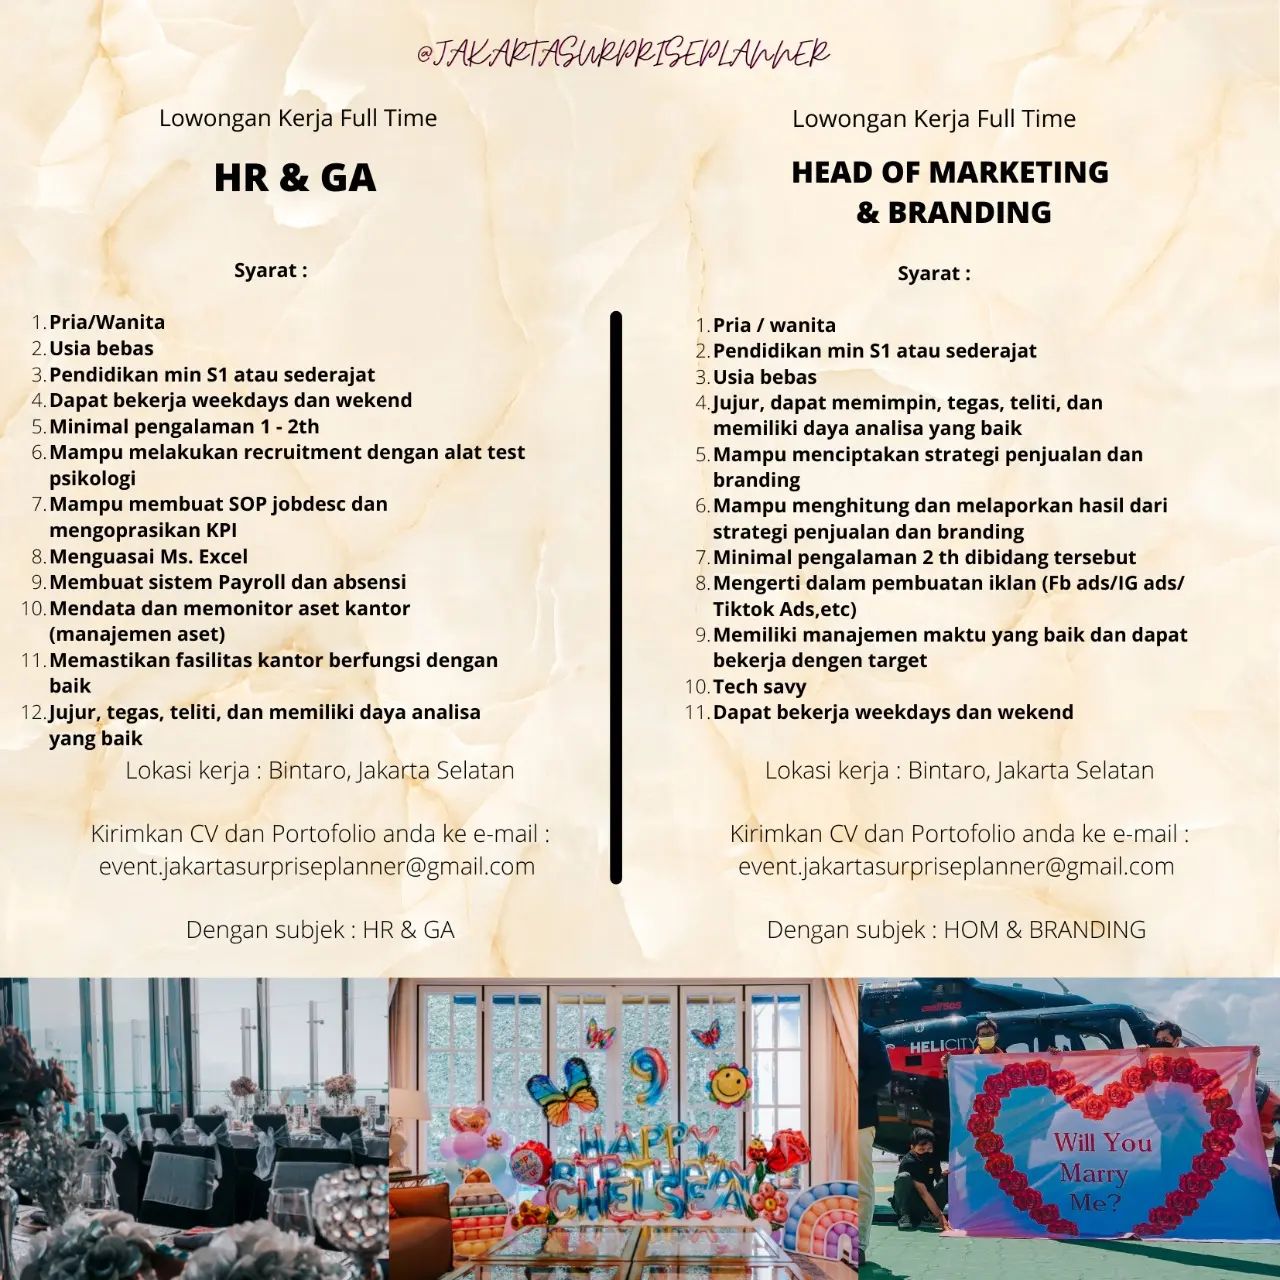 @JAKARTASURPRISEPLANNER
Lowongan Kerja Full Time
HR & GA
Syarat :
1. Pria/Wanita
2. Usia bebas
3. Pendidikan min S1 atau sederajat
4. Dapat bekerja weekdays dan wekend
5. Minimal pengalaman 1 - 2th
6. Mampu melakukan recruitment dengan alat test
psikologi
7. Mampu membuat SOP jobdesc dan
mengoprasikan KPI
8. Menguasai Ms. Excel
9. Membuat sistem Payroll dan absensi
10. Mendata dan memonitor aset kantor
(manajemen aset)
11. Memastikan fasilitas kantor berfungsi dengan
baik
12. Jujur, tegas, teliti, dan memiliki daya analisa
yang baik
Lokasi kerja : Bintaro, Jakarta Selatan
Kirimkan CV dan Portofolio anda ke e-mail :
event.jakartasurpriseplanner@gmail.com
Dengan subjek : HR & GA
Lowongan Kerja Full Time
HEAD OF MARKETING
& BRANDING
Syarat :
1. Pria / wanita
2. Pendidikan min S1 atau sederajat
3. Usia bebas
4. Jujur, dapat memimpin, tegas, teliti, dan
memiliki daya analisa yang baik
5. Mampu menciptakan strategi penjualan dan
branding
6. Mampu menghitung dan melaporkan hasil dari
strategi penjualan dan branding
7. Minimal pengalaman 2 th dibidang tersebut
8. Mengerti dalam pembuatan iklan (Fb ads/IG ads/
Tiktok Ads,etc)
9. Memiliki manajemen maktu yang baik dan dapat
bekerja dengen target
10. Tech savy
11. Dapat bekerja weekdays dan wekend
Lokasi kerja : Bintaro, Jakarta Selatan
Kirimkan CV dan Portofolio anda ke e-mail :
event.jakartasurpriseplanner@gmail.com
Dengan subjek : HOM & BRANDING
9
HAPPY
BIRTHDAY
CHELSEA
HELICITY
Will You
Marry
Me?